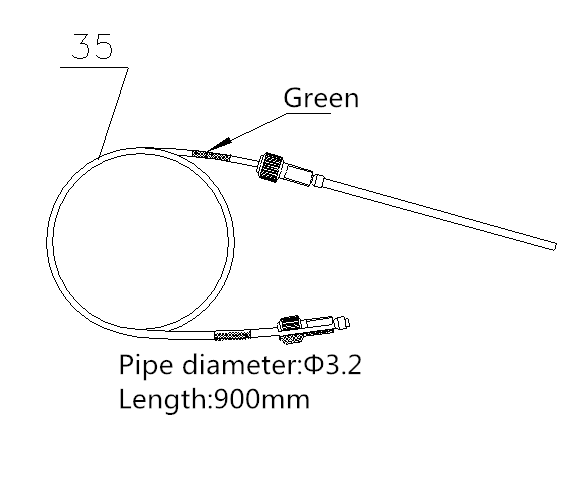 35
Green
Pipe diameter:Φ3.2
Length:900mm